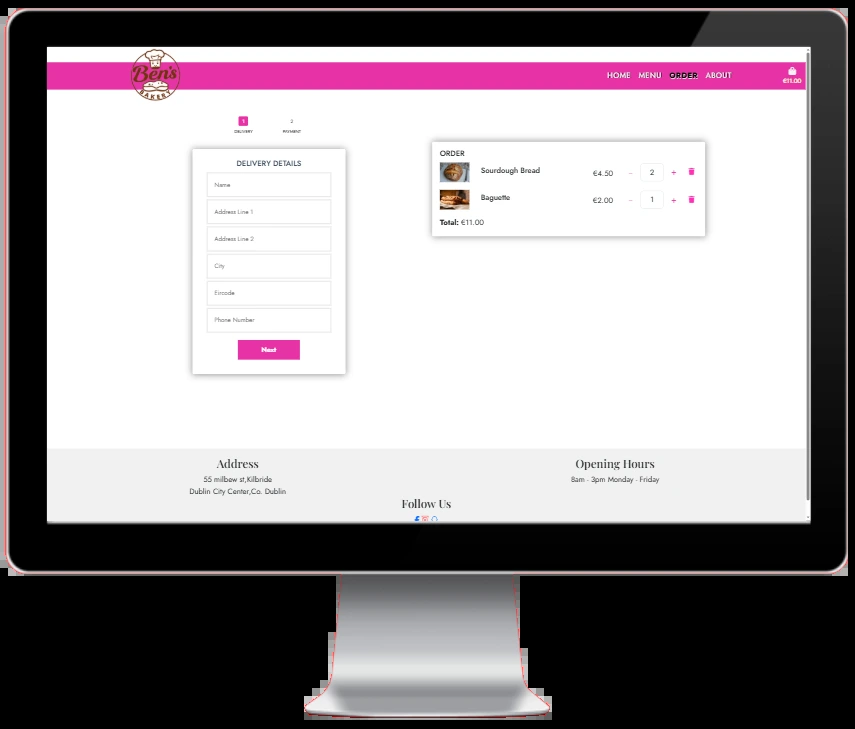 Ben's
BAKERY
HOME MENU ORDER ABOUT
€11.00
1 2
DELIVERY PAYMENT
DELIVERY DETAILS
Name
Address Line 1
Address Line 2
City
Eircode
Phone Number
Next
ORDER
Sourdough Bread €4.50 - 2 +
Baguette €2.00 - 1 +
Total: €11.00
Address
55 milbew st,Kilbride
Dublin City Center,Co. Dublin
Opening Hours
8am - 3pm Monday - Friday
Follow Us